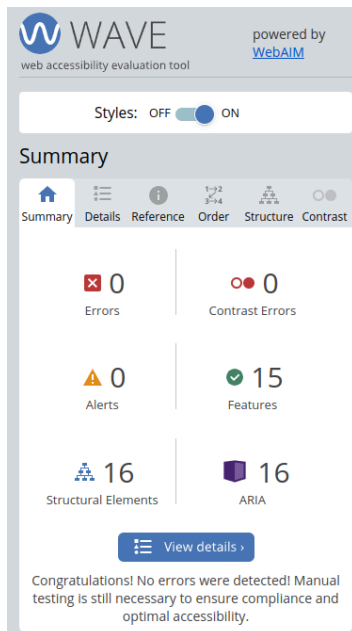 WAVE
web accessibility evaluation tool
powered by
WebAIM
Styles: OFF ON
Summary
Summary Details Reference Order Structure Contrast
0 0
Errors Contrast Errors
0 15
Alerts Features
16 16
Structural Elements ARIA
View details ›
Congratulations! No errors were detected! Manual
testing is still necessary to ensure compliance and
optimal accessibility.